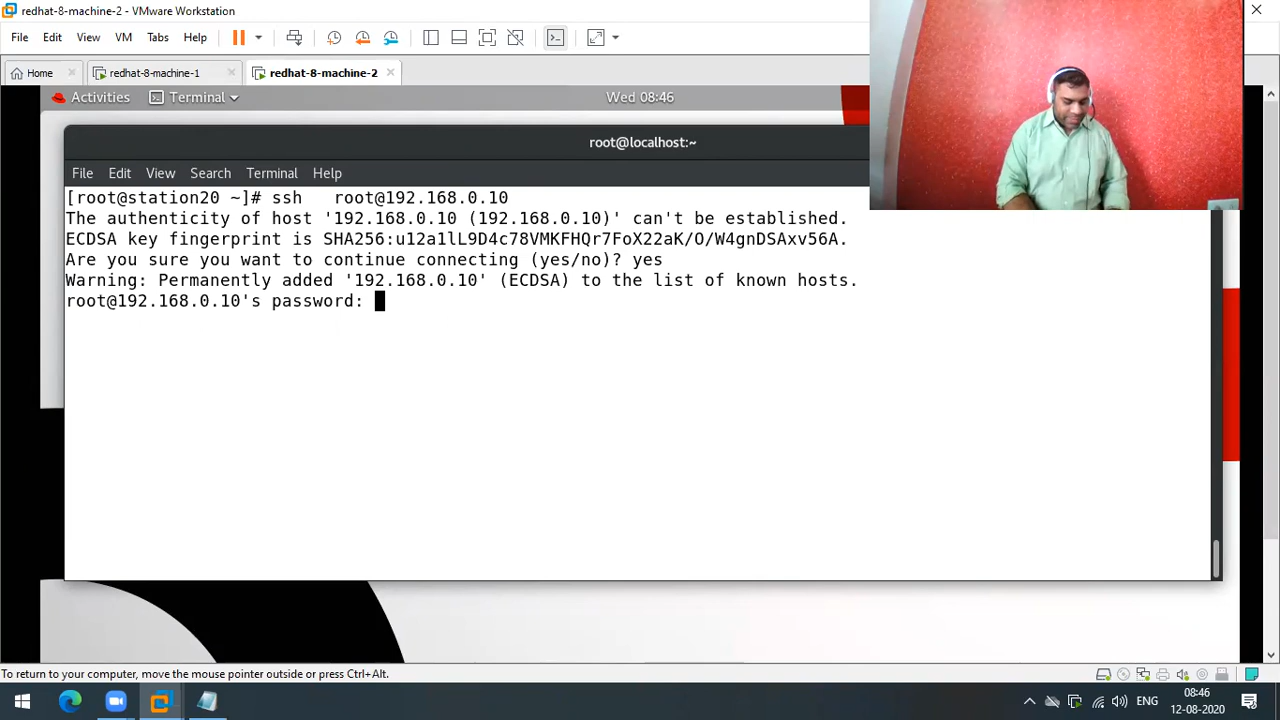 redhat-8-machine-2 - VMware Workstation
File Edit View VM Tabs Help
Home redhat-8-machine-1 redhat-8-machine-2
Activities Terminal Wed 08:46
root@localhost:~
File Edit View Search Terminal Help
[root@station20 ~]# ssh   root@192.168.0.10
The authenticity of host '192.168.0.10 (192.168.0.10)' can't be established.
ECDSA key fingerprint is SHA256:u12a1lL9D4c78VMKFHQr7FoX22aK/O/W4gnDSAxv56A.
Are you sure you want to continue connecting (yes/no)? yes
Warning: Permanently added '192.168.0.10' (ECDSA) to the list of known hosts.
root@192.168.0.10's password:
To return to your computer, move the mouse pointer outside or press Ctrl+Alt.
ENG
08:46
12-08-2020